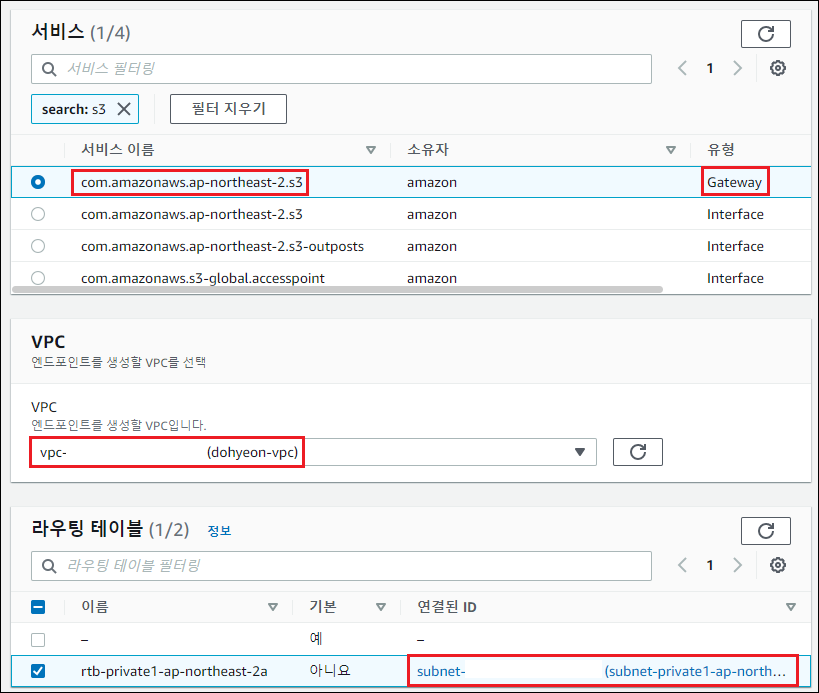 서비스 (1/4)
서비스 필터링
1
search: s3
필터 지우기
서비스 이름 소유자 유형
com.amazonaws.ap-northeast-2.s3 amazon Gateway
com.amazonaws.ap-northeast-2.s3 amazon Interface
com.amazonaws.ap-northeast-2.s3-outposts amazon Interface
com.amazonaws.s3-global.accesspoint amazon Interface
VPC
엔드포인트를 생성할 VPC를 선택
VPC
엔드포인트를 생성할 VPC입니다.
vpc- (dohyeon-vpc)
라우팅 테이블 (1/2) 정보
라우팅 테이블 필터링
1
이름 기본 연결된 ID
– 예 –
rtb-private1-ap-northeast-2a 아니요 subnet- (subnet-private1-ap-north...